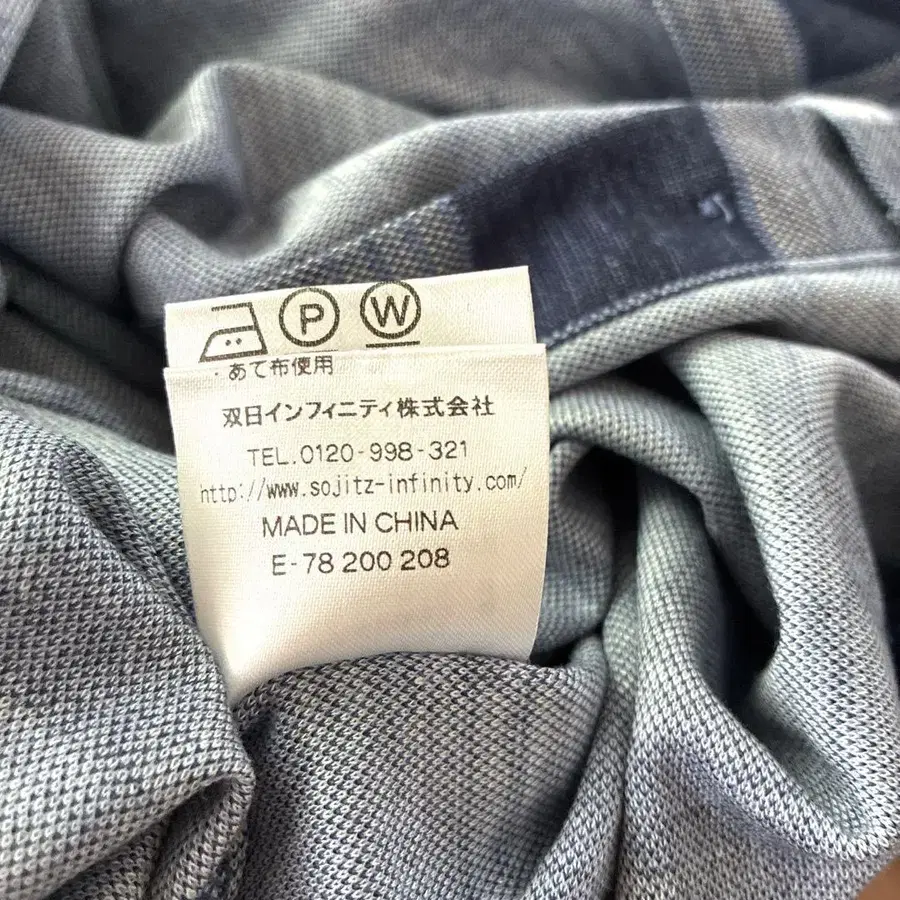 P W
・あて布使用
双日インフィニティ株式会社
TEL.0120-998-321
http://www.sojitz-infinity.com/
MADE IN CHINA
E-78 200 208